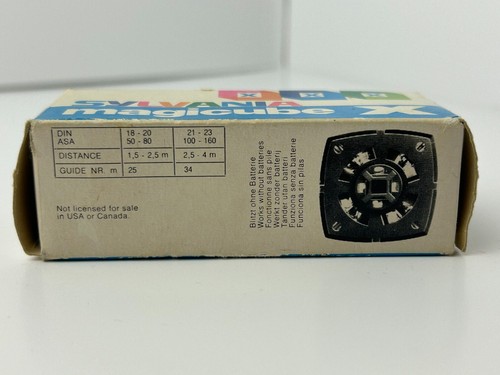 SYLVANIA
magicube X
DIN 18 - 20 21 - 23
ASA 50 - 80 100 - 160
DISTANCE 1,5 - 2,5 m 2,5 - 4 m
GUIDE NR. m 25 34
Not licensed for sale
in USA or Canada.
Blitzt ohne Batterie
Works without batteries
Fonctionne sans pile
Werkt zonder batterij
Tänder utan batteri
Funziona senza batterie
Funciona sin pilas